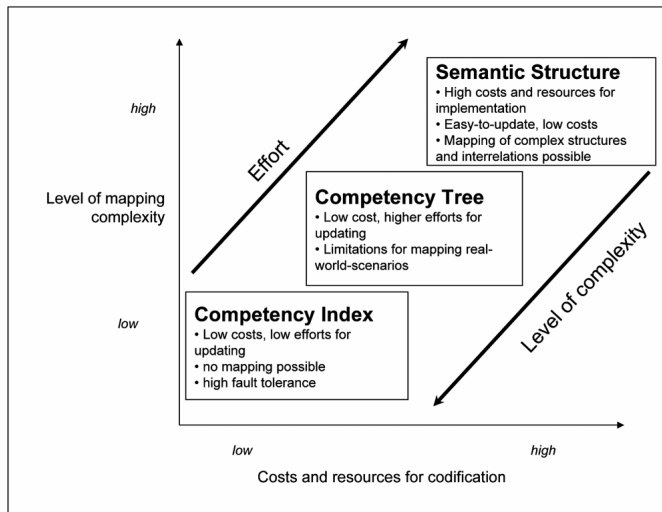 Semantic Structure
• High costs and resources for
implementation
• Easy-to-update, low costs
• Mapping of complex structures
and interrelations possible
high
Effort
Level of mapping
complexity
Competency Tree
• Low cost, higher efforts for
updating
• Limitations for mapping real-
world-scenarios
Level of complexity
Competency Index
• Low costs, low efforts for
updating
• no mapping possible
• high fault tolerance
low
low
high
Costs and resources for codification